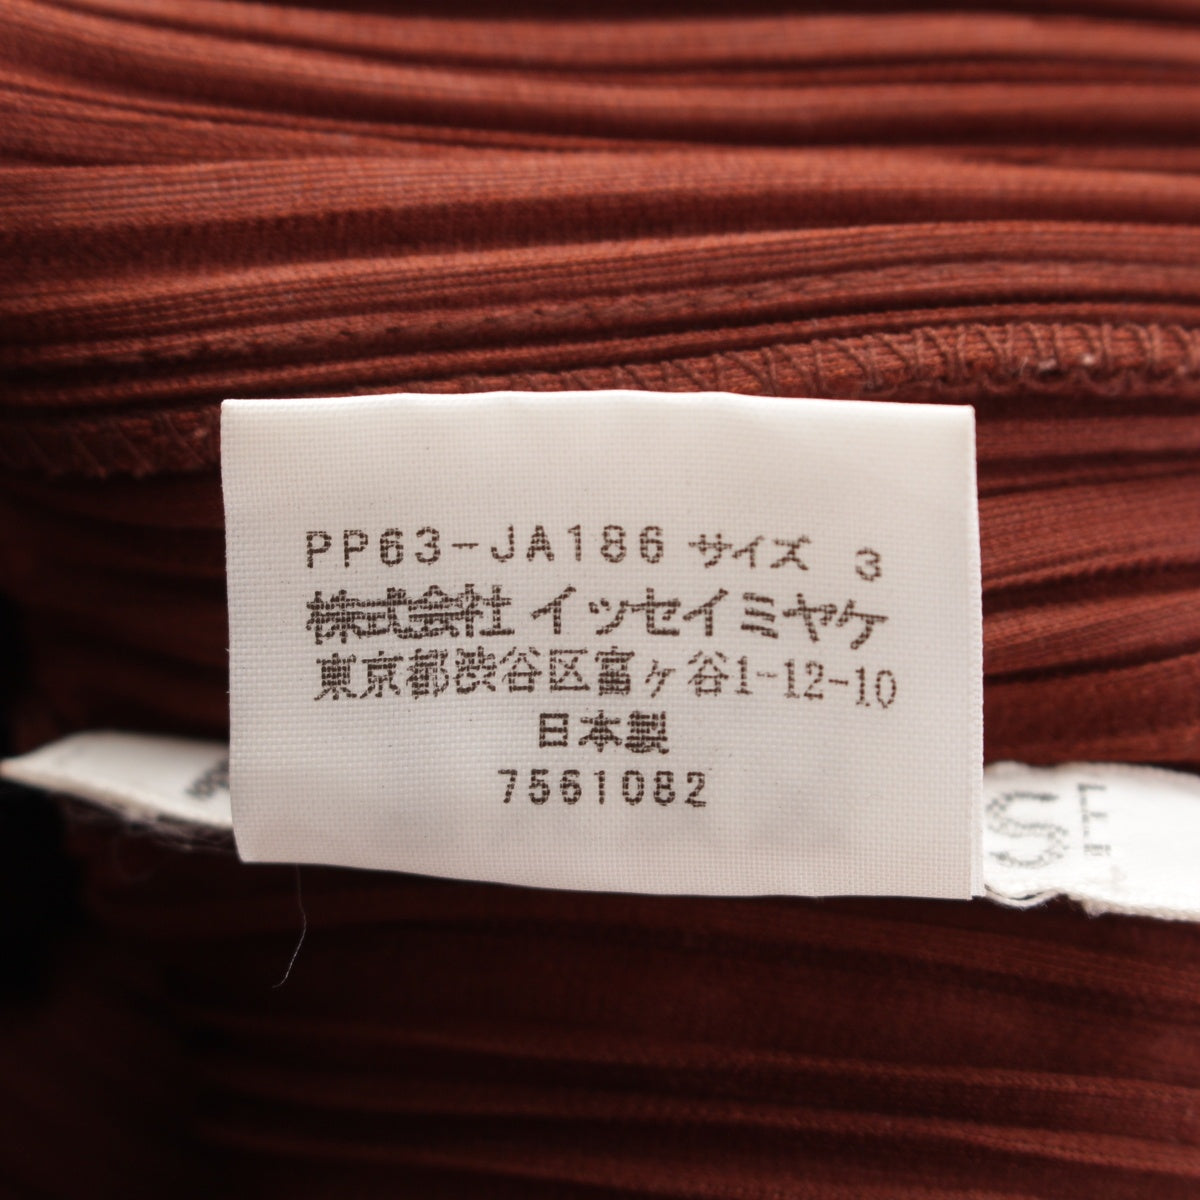 PP63-JA186 サイズ 3
株式会社 イッセイミヤケ
東京都渋谷区富ヶ谷1-12-10
日本製
7561082
SE